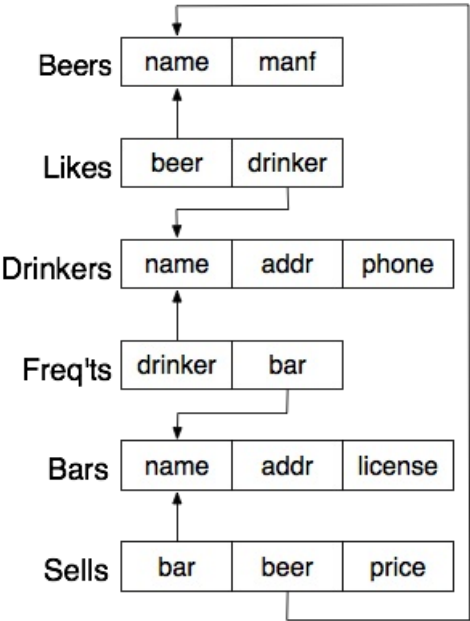 Beers name manf
Likes beer drinker
Drinkers name addr phone
Freq'ts drinker bar
Bars name addr license
Sells bar beer price